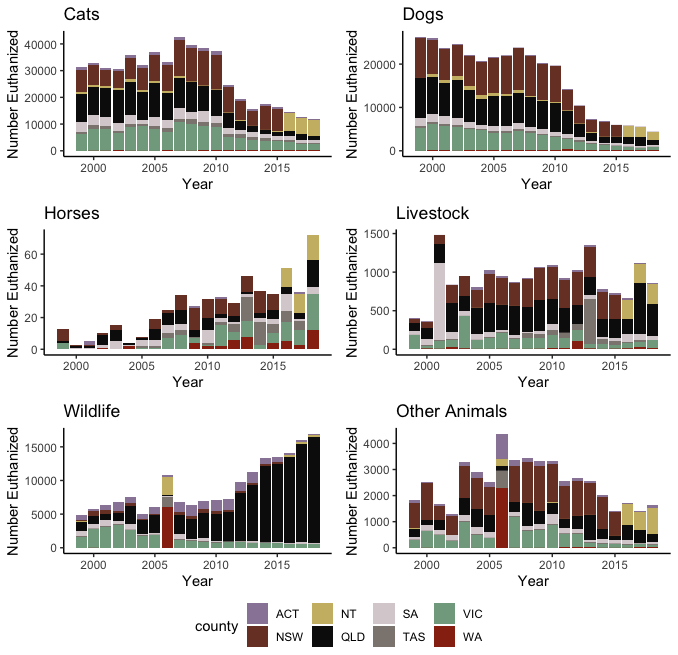 Cats
Number Euthanized
40000
30000
20000
10000
0
2000 2005 2010 2015
Year
Dogs
Number Euthanized
20000
10000
0
2000 2005 2010 2015
Year
Horses
Number Euthanized
60
40
20
0
2000 2005 2010 2015
Year
Livestock
Number Euthanized
1500
1000
500
0
2000 2005 2010 2015
Year
Wildlife
Number Euthanized
15000
10000
5000
0
2000 2005 2010 2015
Year
Other Animals
Number Euthanized
4000
3000
2000
1000
0
2000 2005 2010 2015
Year
county
ACT NT SA VIC
NSW QLD TAS WA